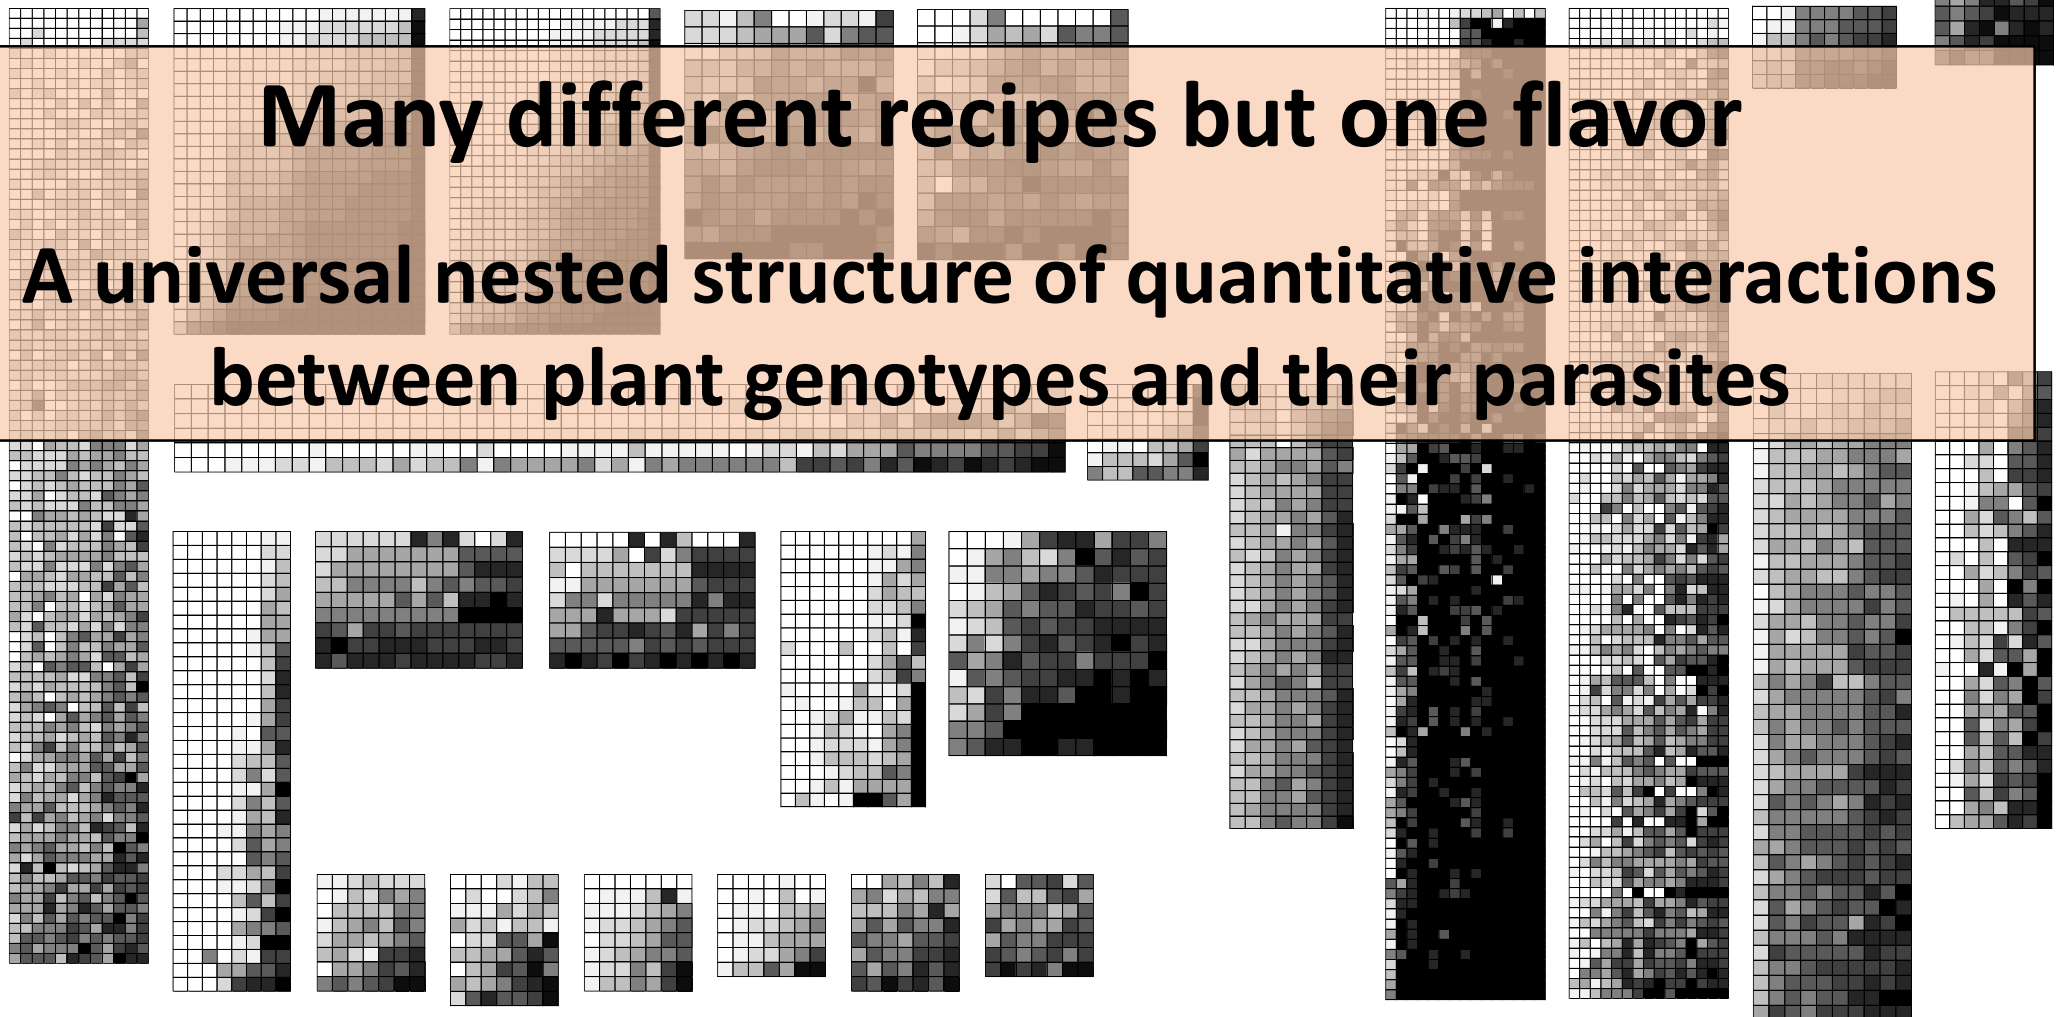 Many different recipes but one flavor
A universal nested structure of quantitative interactions
between plant genotypes and their parasites